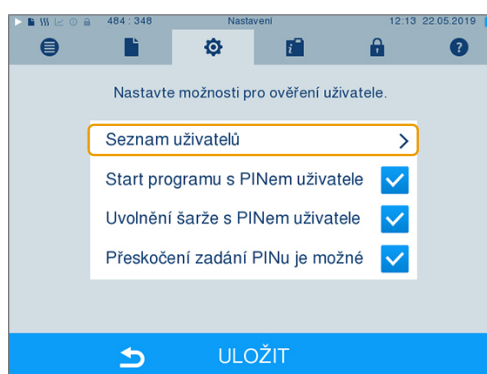 484 : 348 Nastavení 12:13 22.05.2019
Nastavte možnosti pro ověření uživatele.
Seznam uživatelů
Start programu s PINem uživatele
Uvolnění šarže s PINem uživatele
Přeskočení zadání PINu je možné
ULOŽIT